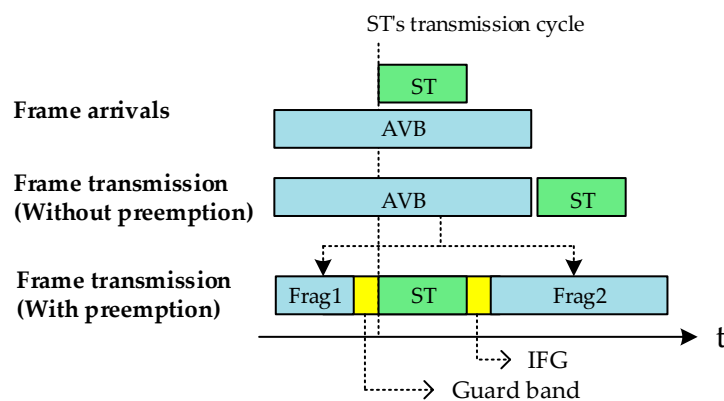 ST's transmission cycle
ST
Frame arrivals
AVB
Frame transmission
(Without preemption)
AVB
ST
Frame transmission
(With preemption)
Frag1
ST
Frag2
t
IFG
Guard band